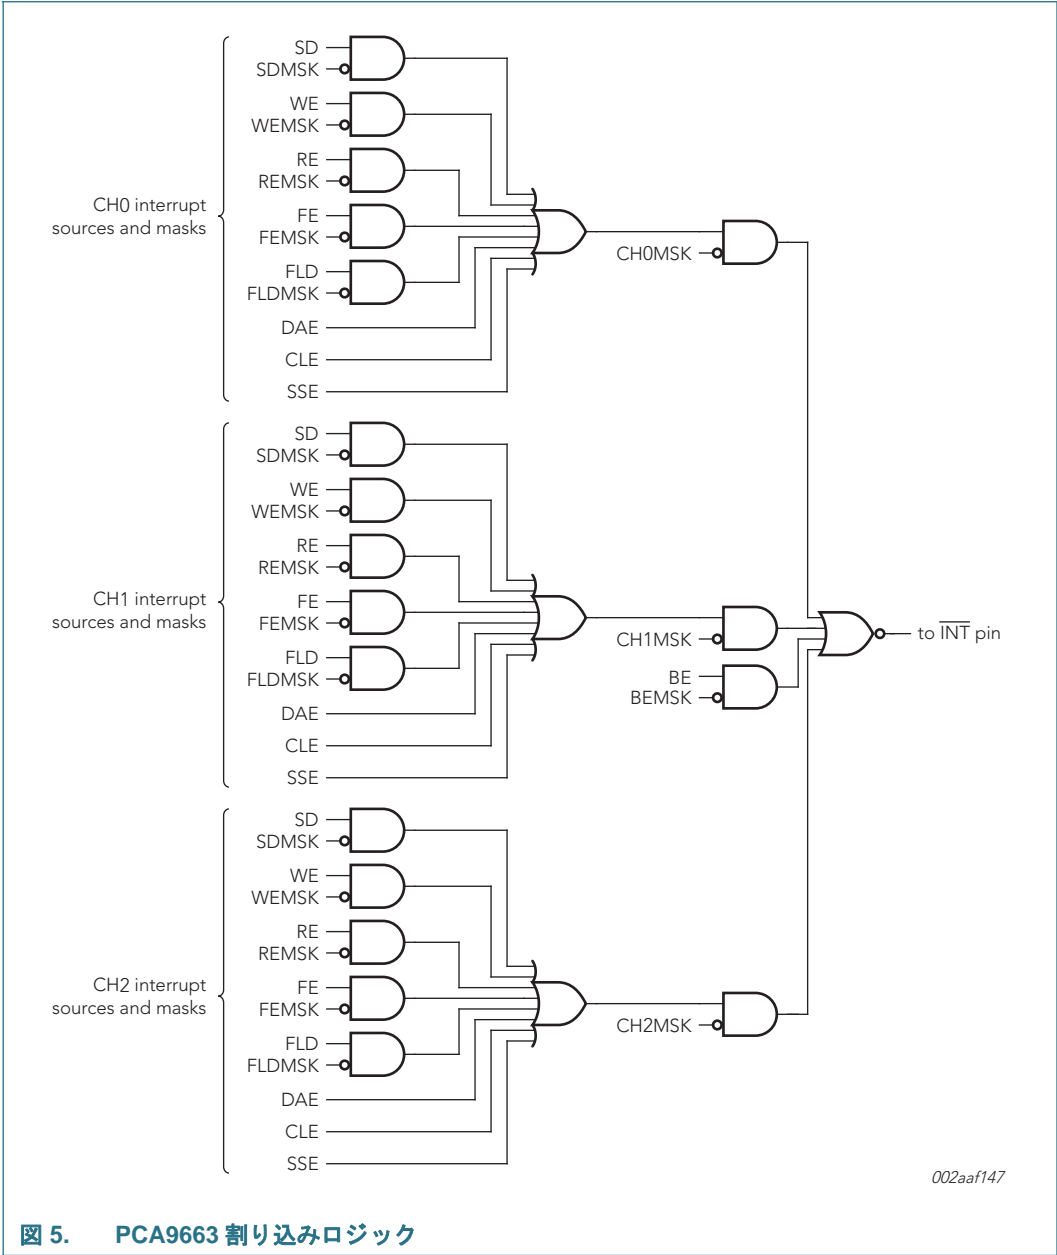 SD
SDMSK
WE
WEMSK
RE
REMSK
CH0 interrupt
sources and masks
FE
FEMSK
CH0MSK
FLD
FLDMSK
DAE
CLE
SSE
SD
SDMSK
WE
WEMSK
RE
REMSK
CH1 interrupt
sources and masks
FE
FEMSK
CH1MSK
to INT pin
FLD
FLDMSK
BE
BEMSK
DAE
CLE
SSE
SD
SDMSK
WE
WEMSK
RE
REMSK
CH2 interrupt
sources and masks
FE
FEMSK
CH2MSK
FLD
FLDMSK
DAE
CLE
SSE
002aaf147
図 5. PCA9663 割り込みロジック